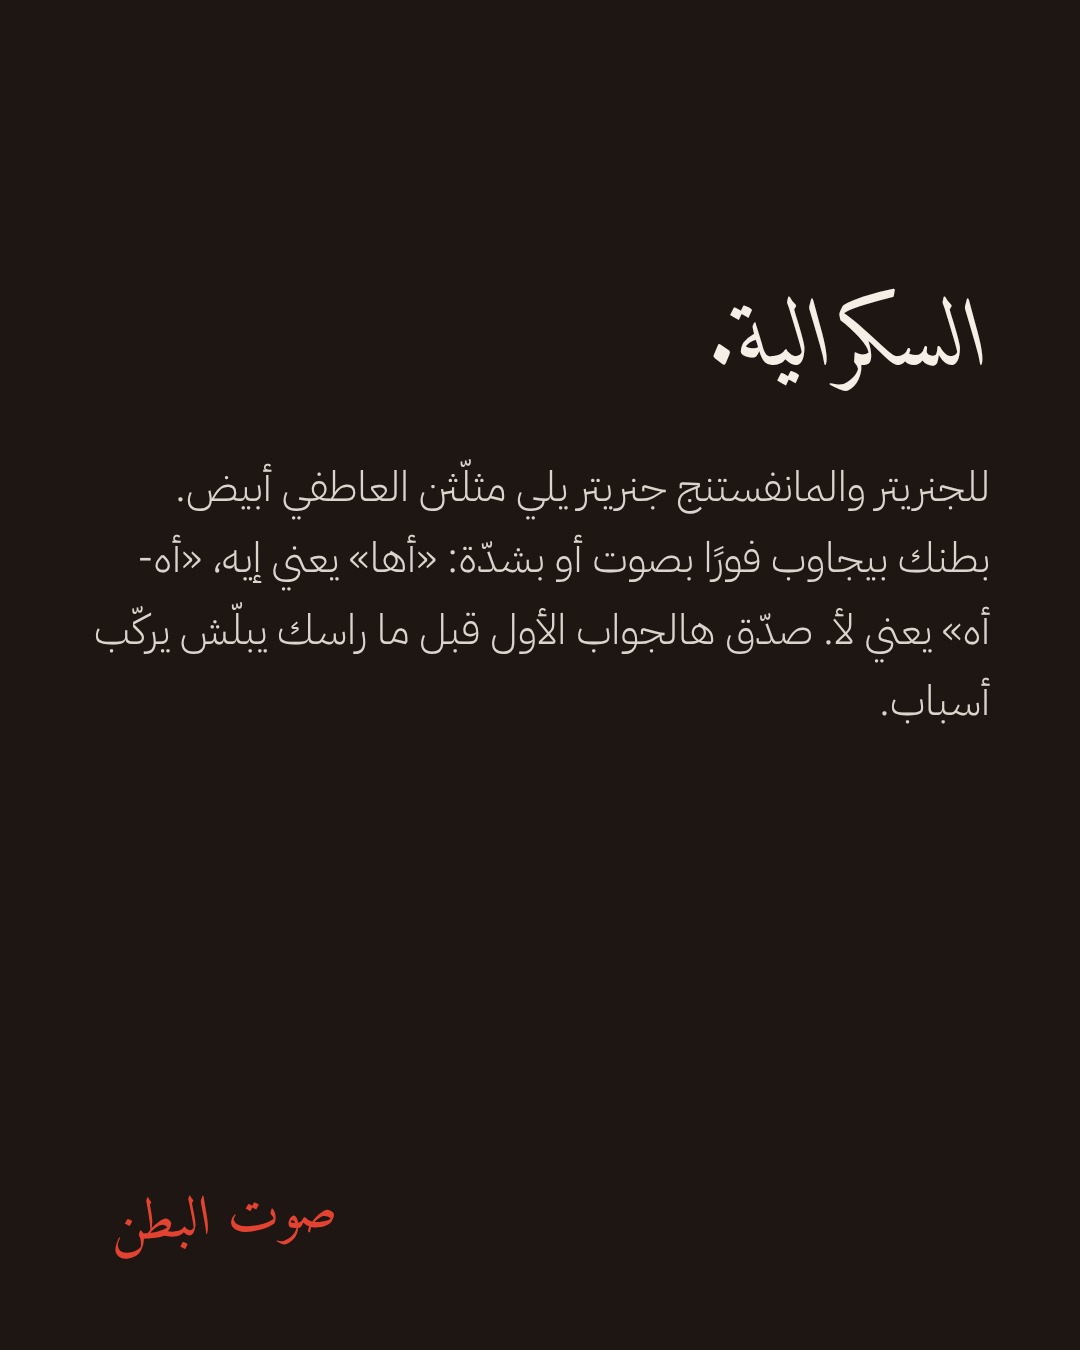 السكرالية.
للجنريتر والمانفستنج جنريتر يلي مثلّثن العاطفي أبيض.
بطنك بيجاوب فورًا بصوت أو بشدّة: «أها» يعني إيه، «أه-
أه» يعني لأ. صدّق هالجواب الأول قبل ما راسك يبلّش يركّب
أسباب.
صوت البطن